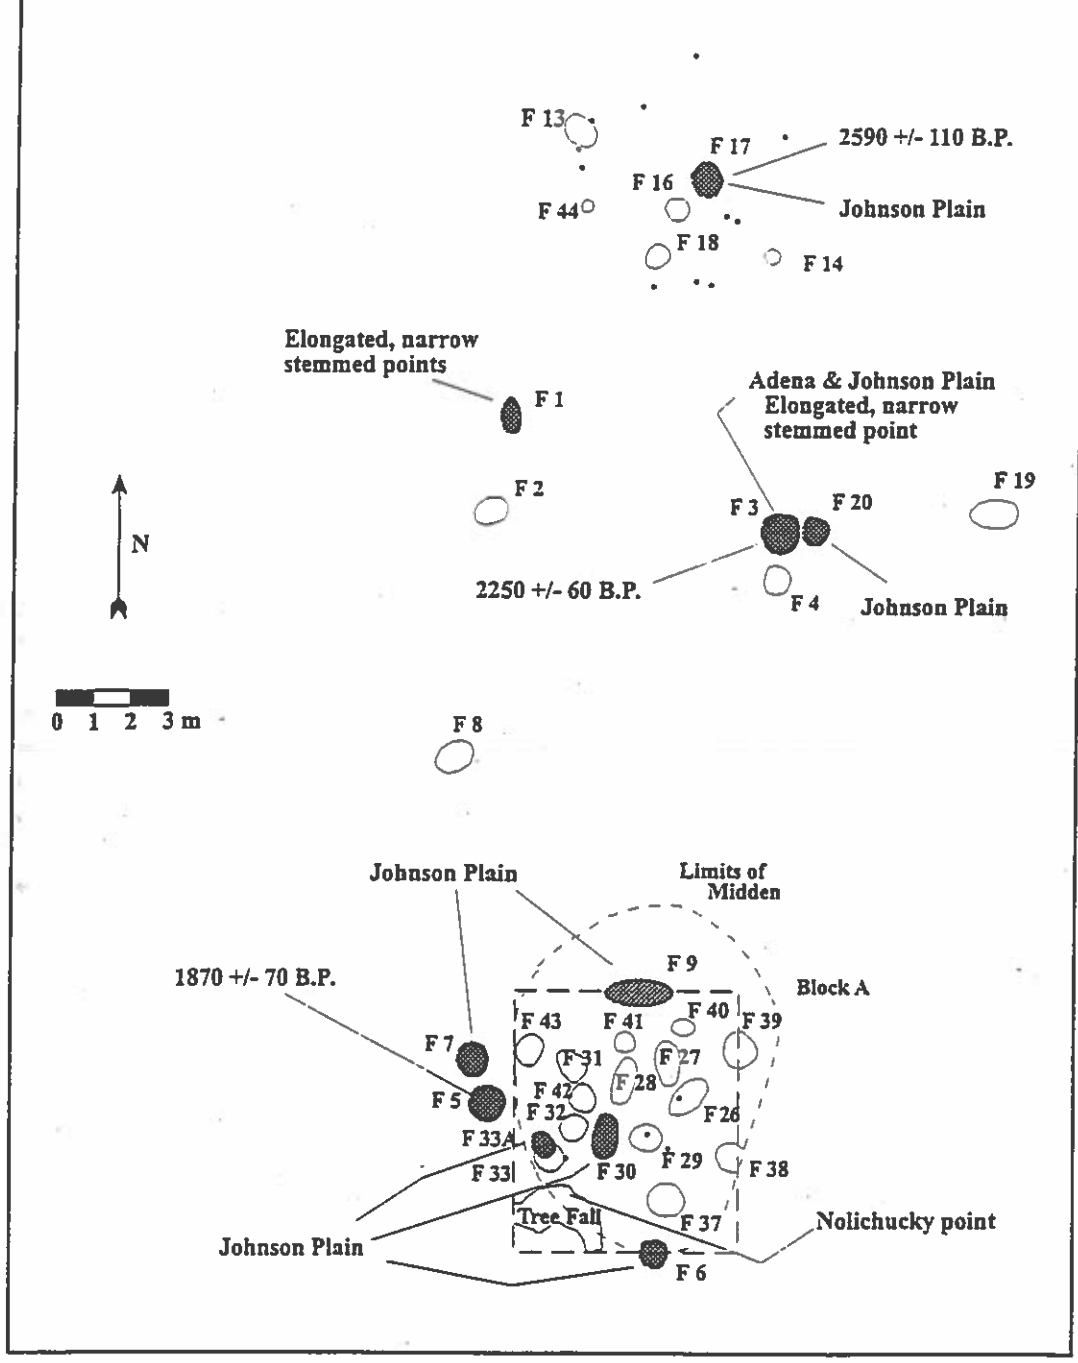 F 13
F 17
2590 +/- 110 B.P.
F 16
F 44
Johnson Plain
F 18
F 14
Elongated, narrow
stemmed points
F 1
Adena & Johnson Plain
Elongated, narrow
stemmed point
F 2
F 19
F 3
F 20
N
2250 +/- 60 B.P.
F 4
Johnson Plain
0 1 2 3 m
F 8
Johnson Plain
Limits of
Midden
F 9
1870 +/- 70 B.P.
Block A
F 43
F 41
F 40
F 39
F 7
F 31
F 27
F 28
F 42
F 5
F 32
F 26
F 33A
F 33
F 30
F 29
F 38
Tree Fall
F 37
Nolichucky point
Johnson Plain
F 6